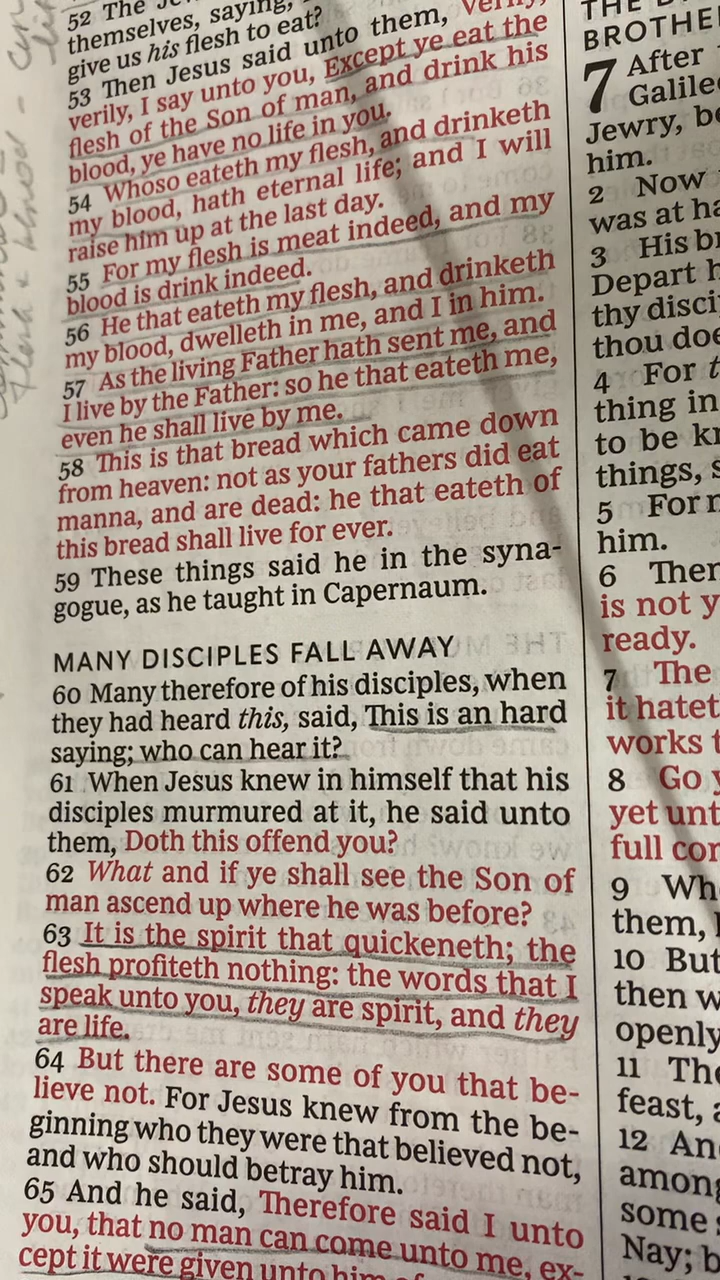 52 The
themselves, saying,
give us his flesh to eat?
53 Then Jesus said unto them, Verily,
verily, I say unto you, Except ye eat the
flesh of the Son of man, and drink his
blood, ye have no life in you.
54 Whoso eateth my flesh, and drinketh
my blood, hath eternal life; and I will
raise him up at the last day.
55 For my flesh is meat indeed, and my
blood is drink indeed.
56 He that eateth my flesh, and drinketh
my blood, dwelleth in me, and I in him.
57 As the living Father hath sent me, and
I live by the Father: so he that eateth me,
even he shall live by me.
58 This is that bread which came down
from heaven: not as your fathers did eat
manna, and are dead: he that eateth of
this bread shall live for ever.
59 These things said he in the syna-
gogue, as he taught in Capernaum.
MANY DISCIPLES FALL AWAY
60 Many therefore of his disciples, when
they had heard this, said, This is an hard
saying; who can hear it?
61 When Jesus knew in himself that his
disciples murmured at it, he said unto
them, Doth this offend you?
62 What and if ye shall see the Son of
man ascend up where he was before?
63 It is the spirit that quickeneth; the
flesh profiteth nothing: the words that I
speak unto you, they are spirit, and they
are life.
64 But there are some of you that be-
lieve not. For Jesus knew from the be-
ginning who they were that believed not,
and who should betray him.
65 And he said, Therefore said I unto
you, that no man can come unto me, ex-
cept it were given unto him of
THE
BROTHE
7 After
Galile
Jewry, be
him.
2 Now
was at ha
3 His br
Depart h
thy disci
thou doe
4 For t
thing in
to be kn
things, s
5 For n
him.
6 Ther
is not y
ready.
7 The
it hatet
works t
8 Go y
yet unt
full com
9 Wh
them, I
10 But
then w
openly
11 The
feast, a
12 An
among
some
Nay; b